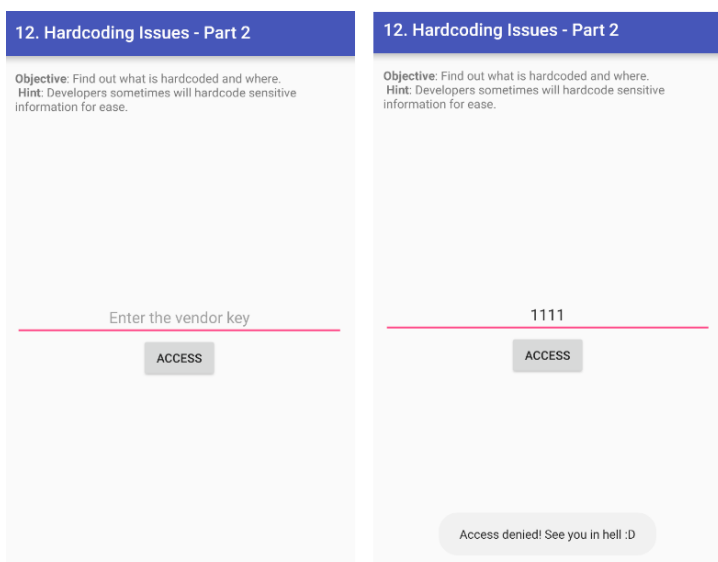 12. Hardcoding Issues - Part 2
Objective: Find out what is hardcoded and where.
Hint: Developers sometimes will hardcode sensitive
information for ease.
Enter the vendor key
ACCESS
12. Hardcoding Issues - Part 2
Objective: Find out what is hardcoded and where.
Hint: Developers sometimes will hardcode sensitive
information for ease.
1111
ACCESS
Access denied! See you in hell :D